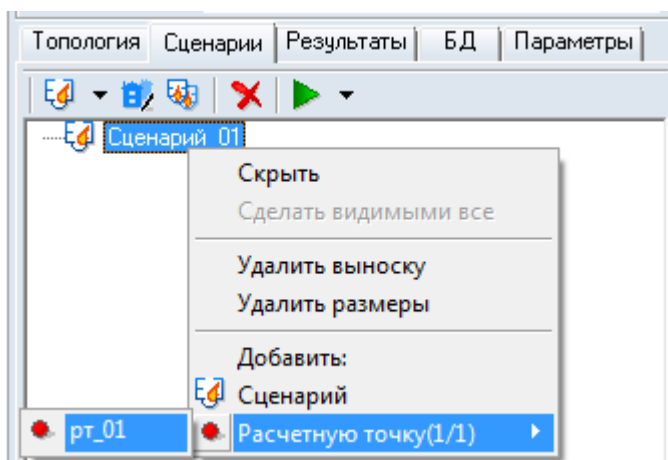 Топология Сценарии Результаты БД Параметры
Сценарий_01
Скрыть
Сделать видимыми все
Удалить выноску
Удалить размеры
Добавить:
Сценарий
рт_01 Расчетную точку(1/1)